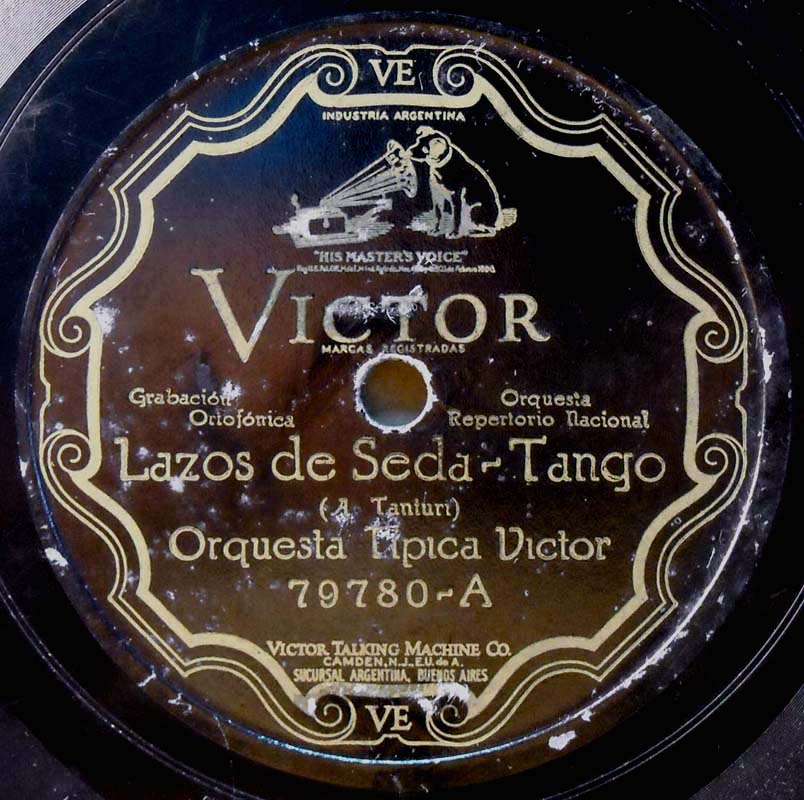 VE
INDUSTRIA ARGENTINA
"HIS MASTER'S VOICE"
VICTOR
MARCAS REGISTRADAS
Grabación Ortofónica
Orquesta Repertorio Nacional
Lazos de Seda - Tango
(A. Tanturi)
Orquesta Típica Victor
79780-A
VICTOR TALKING MACHINE CO.
CAMDEN, N.J., E.U. de A.
SUCURSAL ARGENTINA, BUENOS AIRES
VE